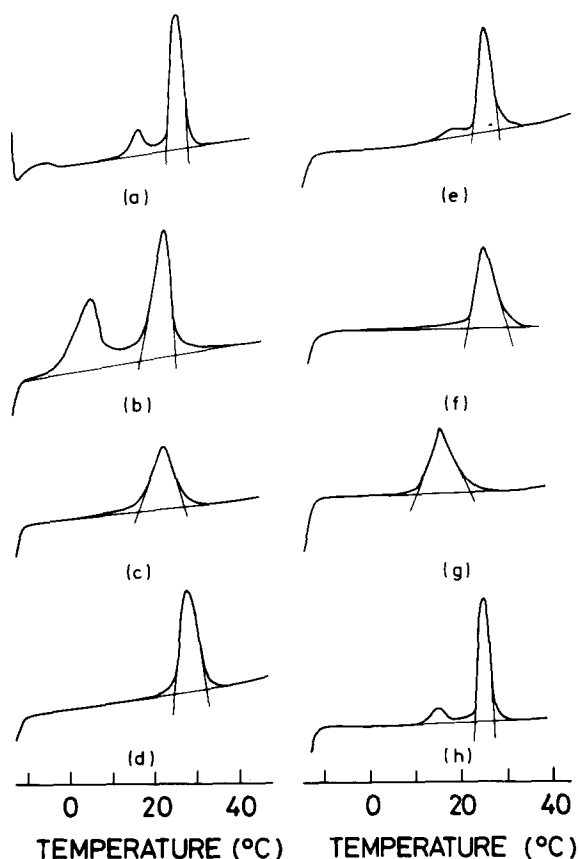 (a)
(e)
(b)
(f)
(c)
(g)
(d)
(h)
0 20 40
0 20 40
TEMPERATURE (°C)
TEMPERATURE (°C)